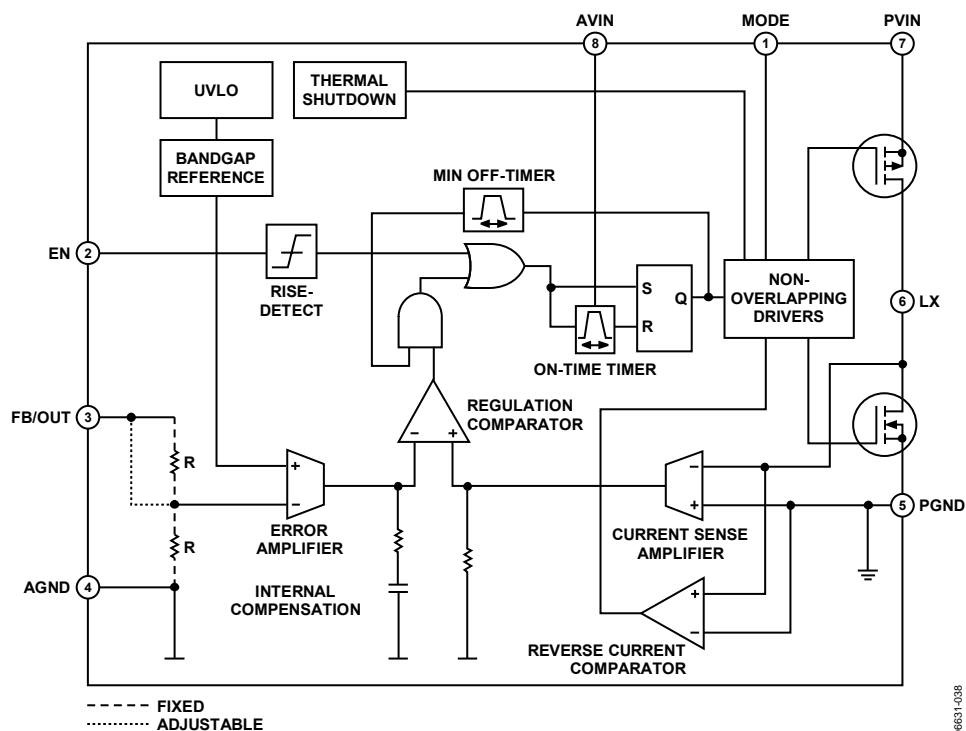 AVIN
MODE
PVIN
8
1
7
UVLO
THERMAL
SHUTDOWN
BANDGAP
REFERENCE
MIN OFF-TIMER
EN
2
RISE-
DETECT
S
Q
R
ON-TIME TIMER
NON-
OVERLAPPING
DRIVERS
6
LX
FB/OUT
3
REGULATION
COMPARATOR
–
+
R
+
–
ERROR
AMPLIFIER
–
+
CURRENT SENSE
AMPLIFIER
5
PGND
R
AGND
4
INTERNAL
COMPENSATION
+
–
REVERSE CURRENT
COMPARATOR
FIXED
ADJUSTABLE
6631-038